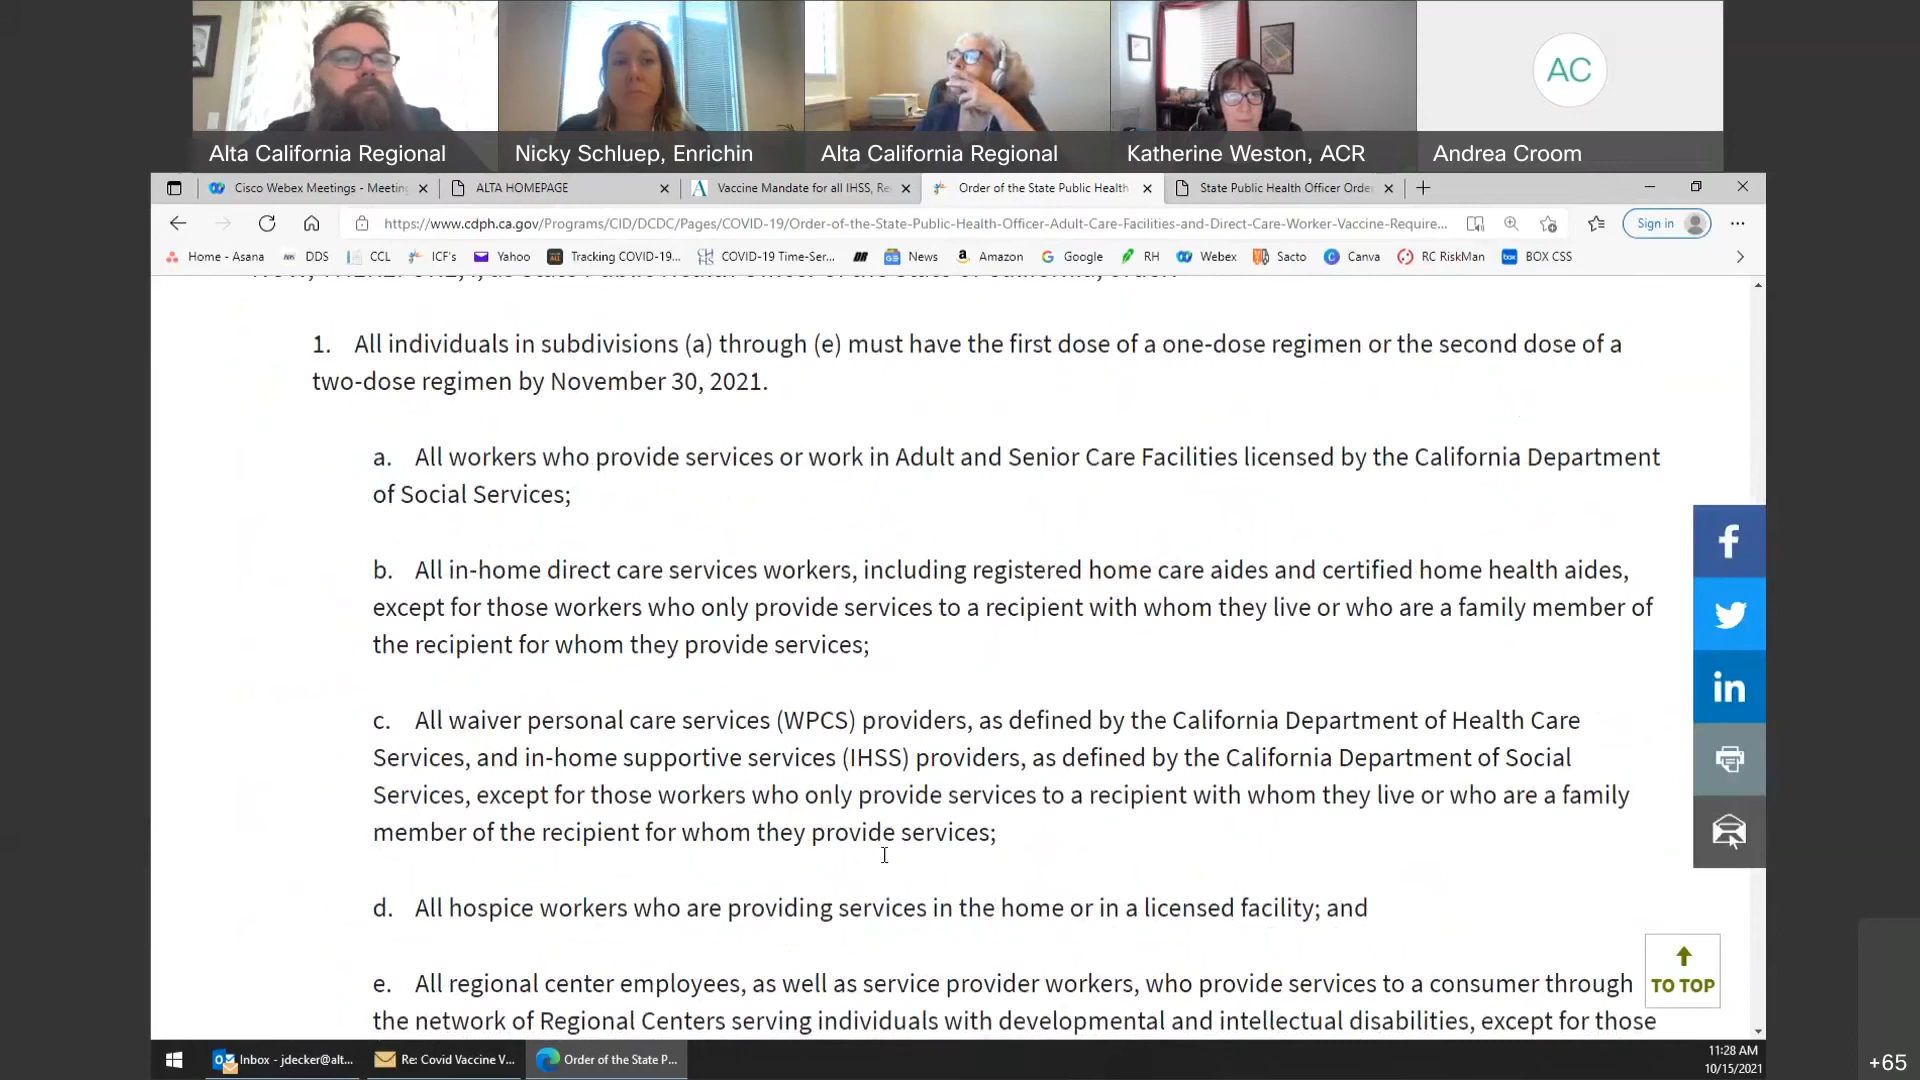 AC
Alta California Regional
Nicky Schluep, Enrichin
Alta California Regional
Katherine Weston, ACR
Andrea Croom
Cisco Webex Meetings - Meeting
ALTA HOMEPAGE
Vaccine Mandate for all IHSS, Re
Order of the State Public Health
State Public Health Officer Orde
https://www.cdph.ca.gov/Programs/CID/DCDC/Pages/COVID-19/Order-of-the-State-Public-Health-Officer-Adult-Care-Facilities-and-Direct-Care-Worker-Vaccine-Require...
Sign in
Home - Asana
DDS
CCL
ICF's
Yahoo
Tracking COVID-19...
COVID-19 Time-Ser...
News
Amazon
Google
RH
Webex
Sacto
Canva
RC RiskMan
BOX CSS
1. All individuals in subdivisions (a) through (e) must have the first dose of a one-dose regimen or the second dose of a
two-dose regimen by November 30, 2021.
a. All workers who provide services or work in Adult and Senior Care Facilities licensed by the California Department
of Social Services;
b. All in-home direct care services workers, including registered home care aides and certified home health aides,
except for those workers who only provide services to a recipient with whom they live or who are a family member of
the recipient for whom they provide services;
c. All waiver personal care services (WPCS) providers, as defined by the California Department of Health Care
Services, and in-home supportive services (IHSS) providers, as defined by the California Department of Social
Services, except for those workers who only provide services to a recipient with whom they live or who are a family
member of the recipient for whom they provide services;
d. All hospice workers who are providing services in the home or in a licensed facility; and
e. All regional center employees, as well as service provider workers, who provide services to a consumer through
the network of Regional Centers serving individuals with developmental and intellectual disabilities, except for those
TO TOP
Inbox - jdecker@alt...
Re: Covid Vaccine V...
Order of the State P...
11:28 AM
10/15/2021
+65